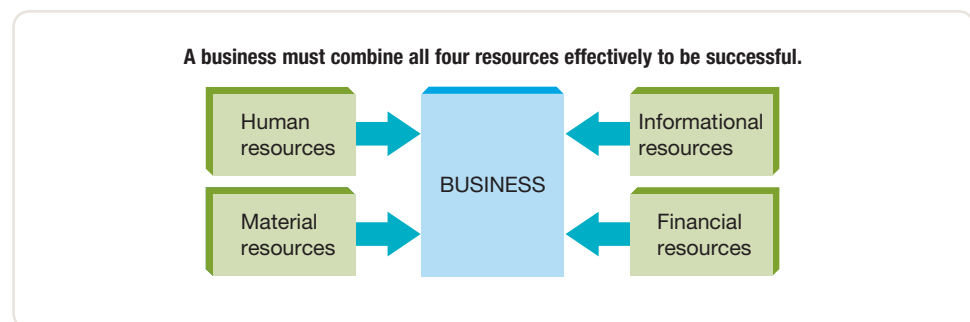 A business must combine all four resources effectively to be successful.
Human
resources
Material
resources
BUSINESS
Informational
resources
Financial
resources